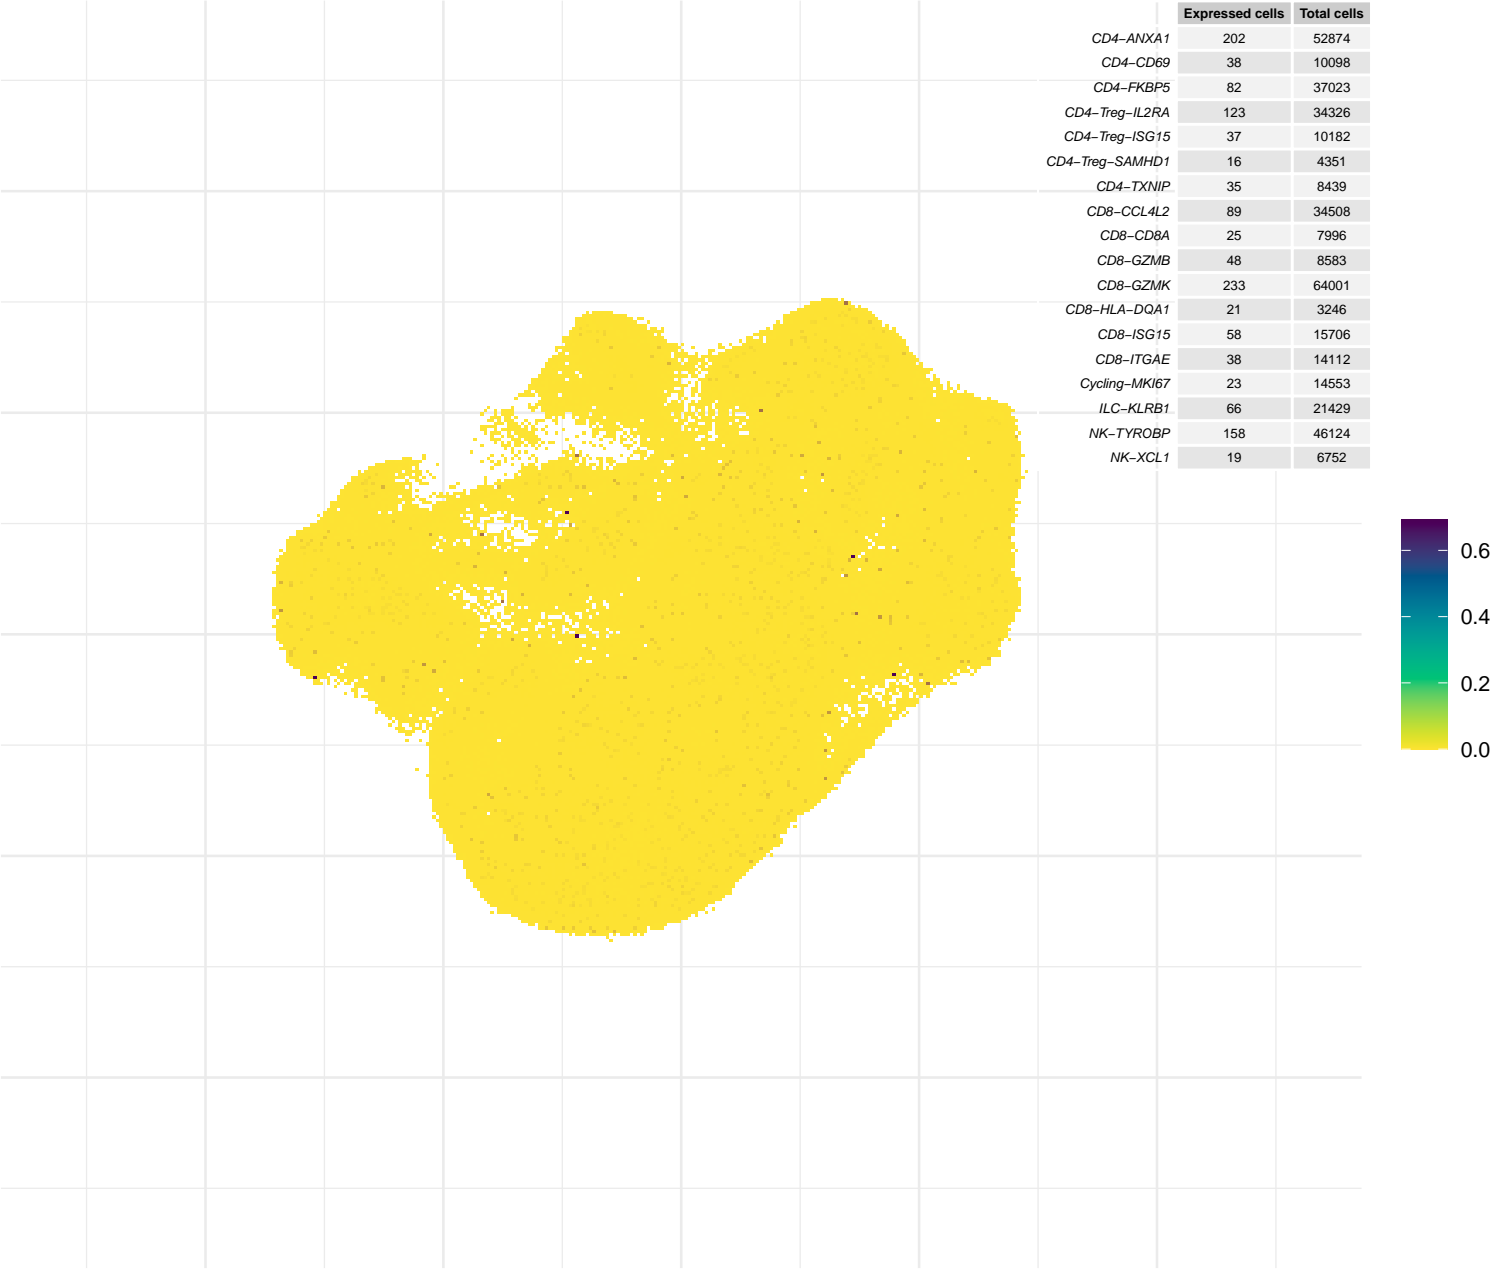 Expressed cells Total cells
CD4−ANXA1 202 52874
CD4−CD69 38 10098
CD4−FKBP5 82 37023
CD4−Treg−IL2RA 123 34326
CD4−Treg−ISG15 37 10182
CD4−Treg−SAMHD1 16 4351
CD4−TXNIP 35 8439
CD8−CCL4L2 89 34508
CD8−CD8A 25 7996
CD8−GZMB 48 8583
CD8−GZMK 233 64001
CD8−HLA−DQA1 21 3246
CD8−ISG15 58 15706
CD8−ITGAE 38 14112
Cycling−MKI67 23 14553
ILC−KLRB1 66 21429
NK−TYROBP 158 46124
NK−XCL1 19 6752
0.6
0.4
0.2
0.0